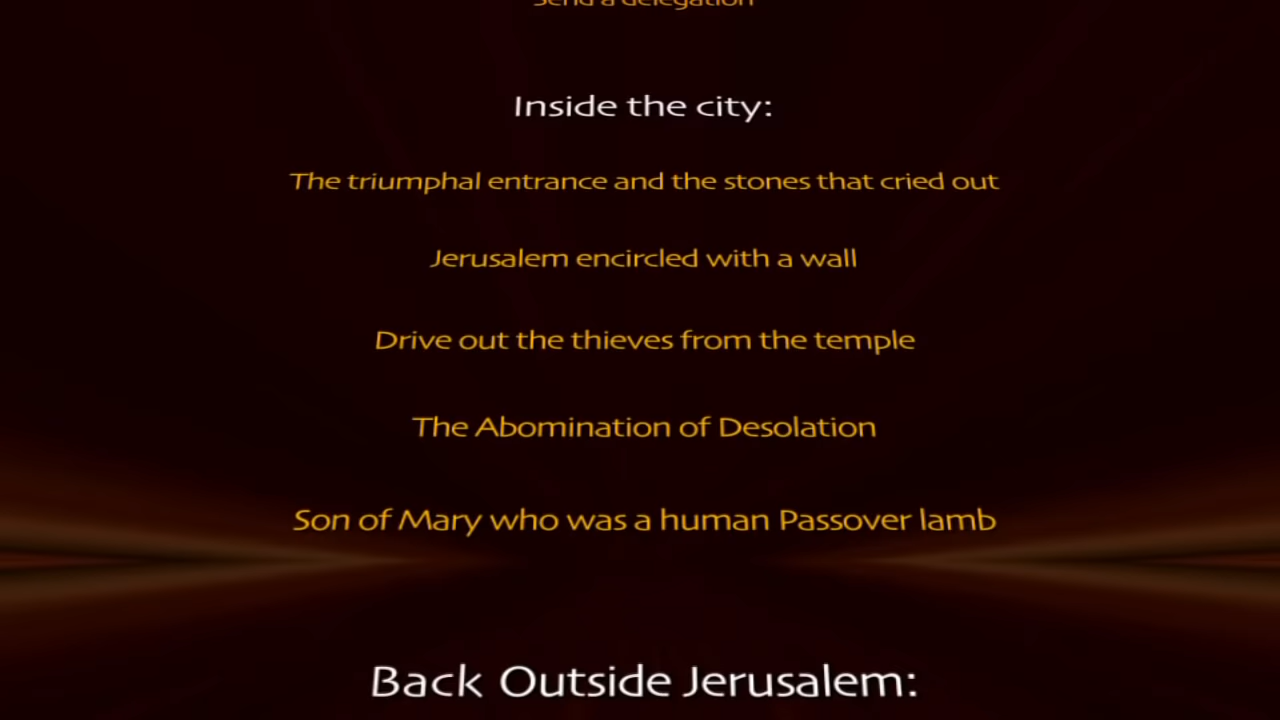 Send a delegation
Inside the city:
The triumphal entrance and the stones that cried out
Jerusalem encircled with a wall
Drive out the thieves from the temple
The Abomination of Desolation
Son of Mary who was a human Passover lamb
Back Outside Jerusalem: